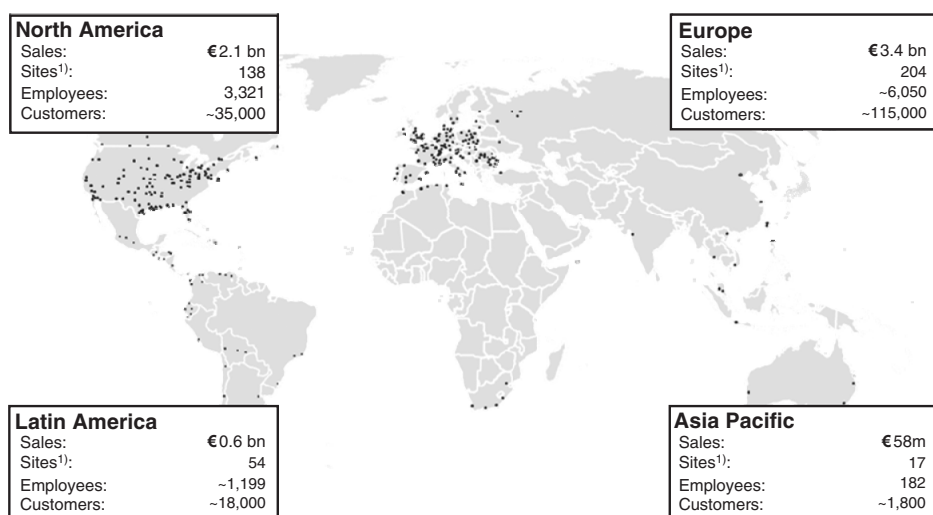 North America
Sales: €2.1 bn
Sites1): 138
Employees: 3,321
Customers: ~35,000
Europe
Sales: €3.4 bn
Sites1): 204
Employees: ~6,050
Customers: ~115,000
Latin America
Sales: €0.6 bn
Sites1): 54
Employees: ~1,199
Customers: ~18,000
Asia Pacific
Sales: €58m
Sites1): 17
Employees: 182
Customers: ~1,800